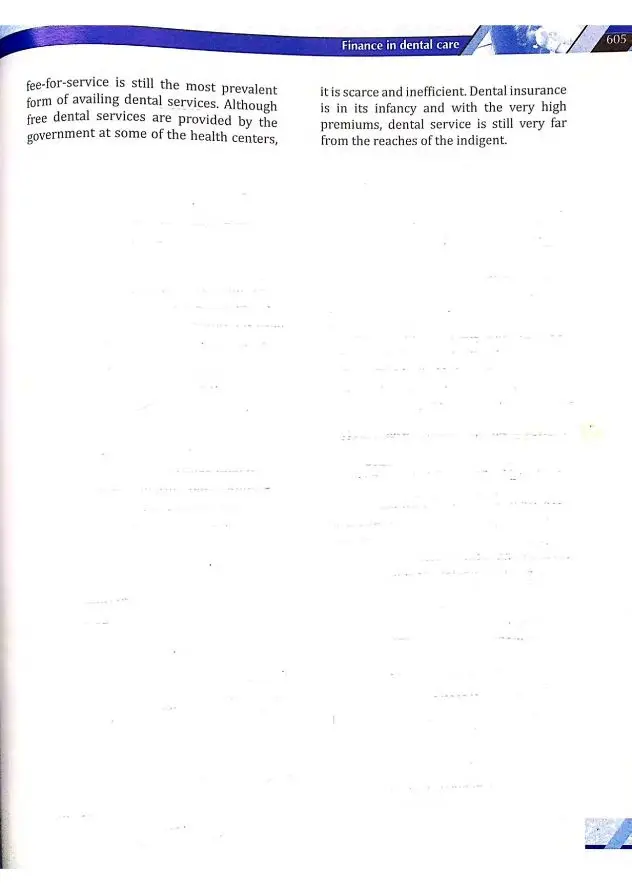 Finance in dental care
605
fee-for-service is still the most prevalent
form of availing dental services. Although
free dental services are provided by the
government at some of the health centers,
it is scarce and inefficient. Dental insurance
is in its infancy and with the very high
premiums, dental service is still very far
from the reaches of the indigent.